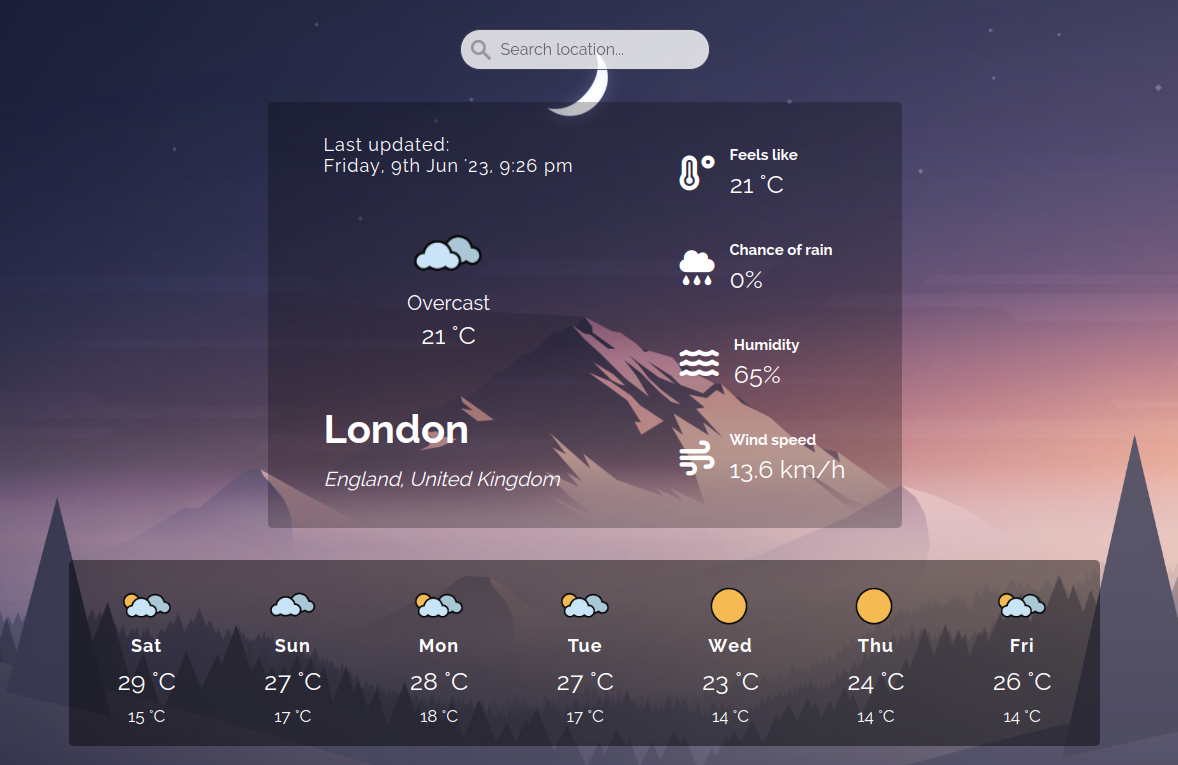 Search location...
Last updated:
Friday, 9th Jun '23, 9:26 pm
Overcast
21 °C
London
England, United Kingdom
Feels like
21 °C
Chance of rain
0%
Humidity
65%
Wind speed
13.6 km/h
Sat
29 °C
15 °C
Sun
27 °C
17 °C
Mon
28 °C
18 °C
Tue
27 °C
17 °C
Wed
23 °C
14 °C
Thu
24 °C
14 °C
Fri
26 °C
14 °C